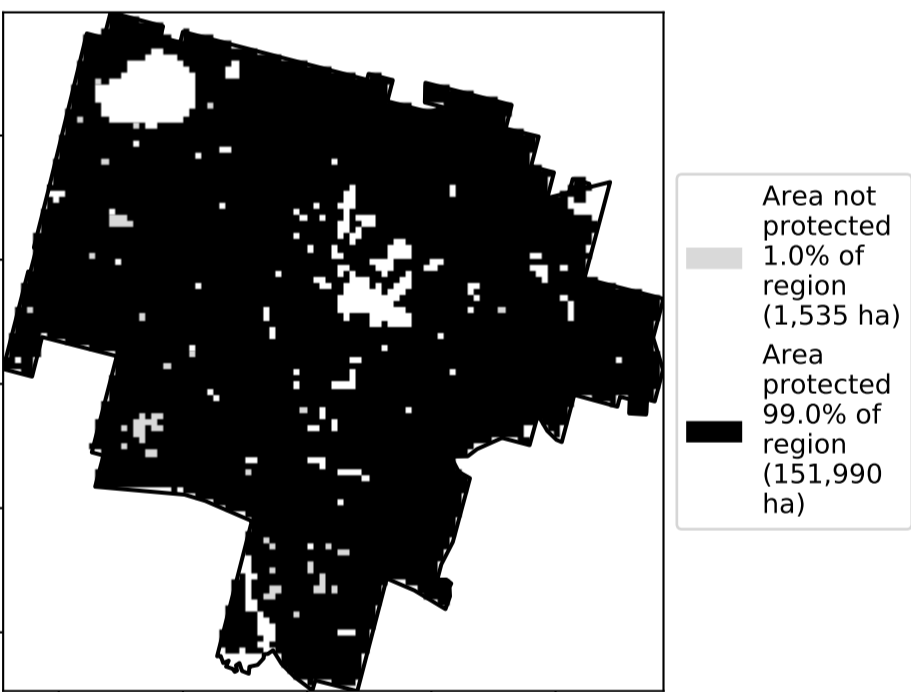 Area not
protected
1.0% of
region
(1,535 ha)
Area
protected
99.0% of
region
(151,990
ha)